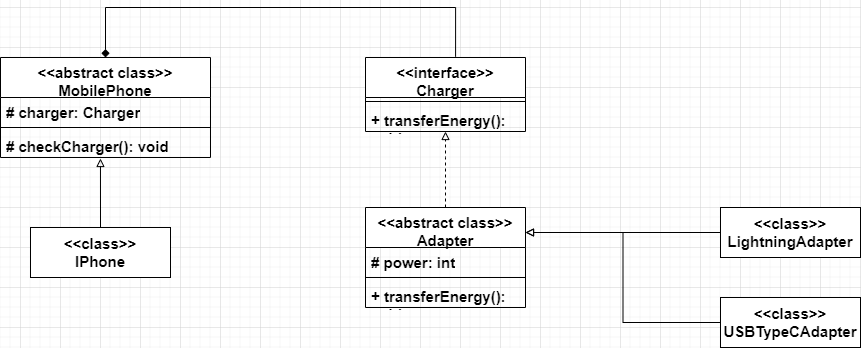 <<abstract class>>
MobilePhone
# charger: Charger
# checkCharger(): void
<<class>>
IPhone
<<interface>>
Charger
+ transferEnergy():
<<abstract class>>
Adapter
# power: int
+ transferEnergy():
<<class>>
LightningAdapter
<<class>>
USBTypeCAdapter